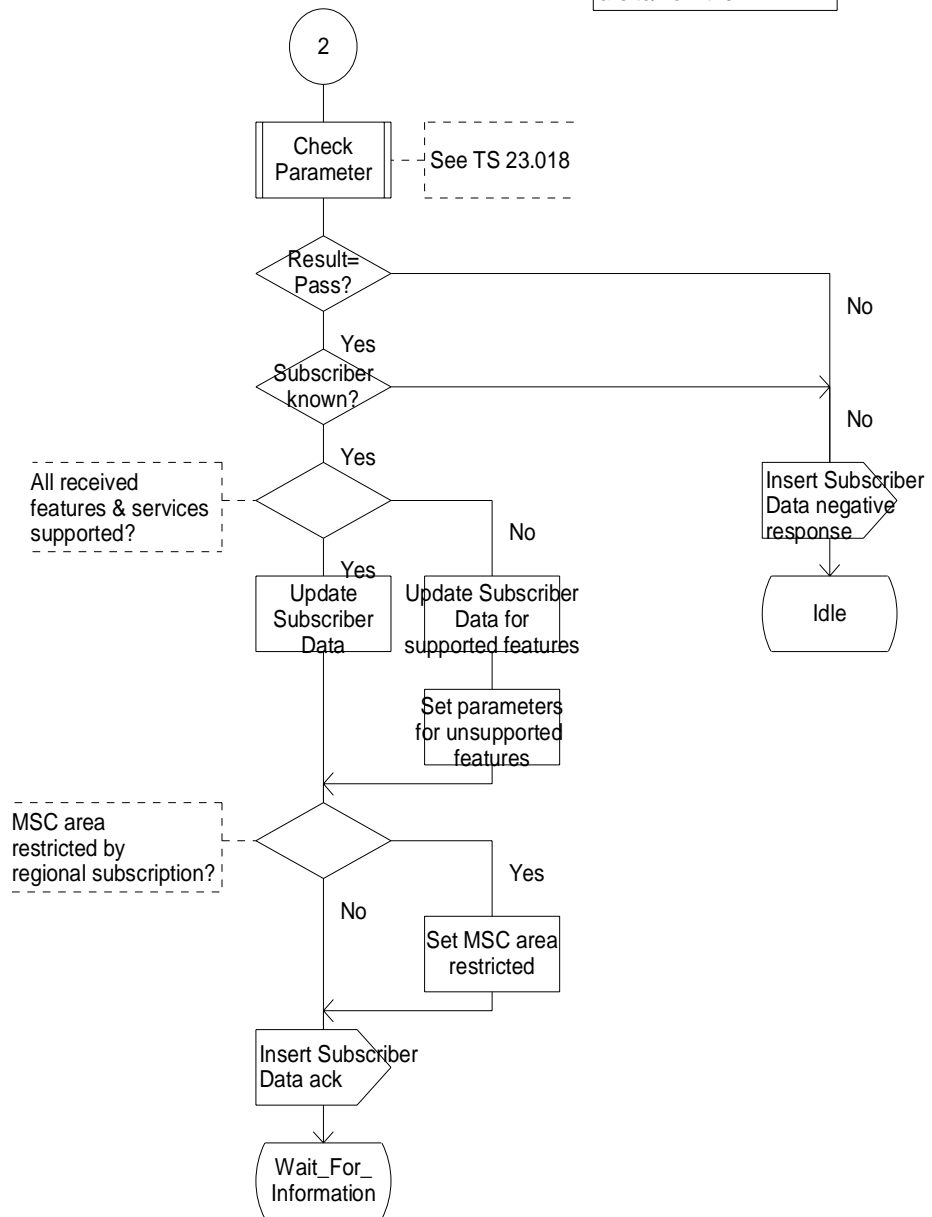 2
Check
Parameter
See TS 23.018
Result=
Pass?
No
Yes
Subscriber
known?
No
Yes
All received
features & services
supported?
No
Yes
Insert Subscriber
Data negative
response
Update
Subscriber
Data
Update Subscriber
Data for
supported features
Idle
Set parameters
for unsupported
features
MSC area
restricted by
regional subscription?
Yes
No
Set MSC area
restricted
Insert Subscriber
Data ack
Wait_For_
Information